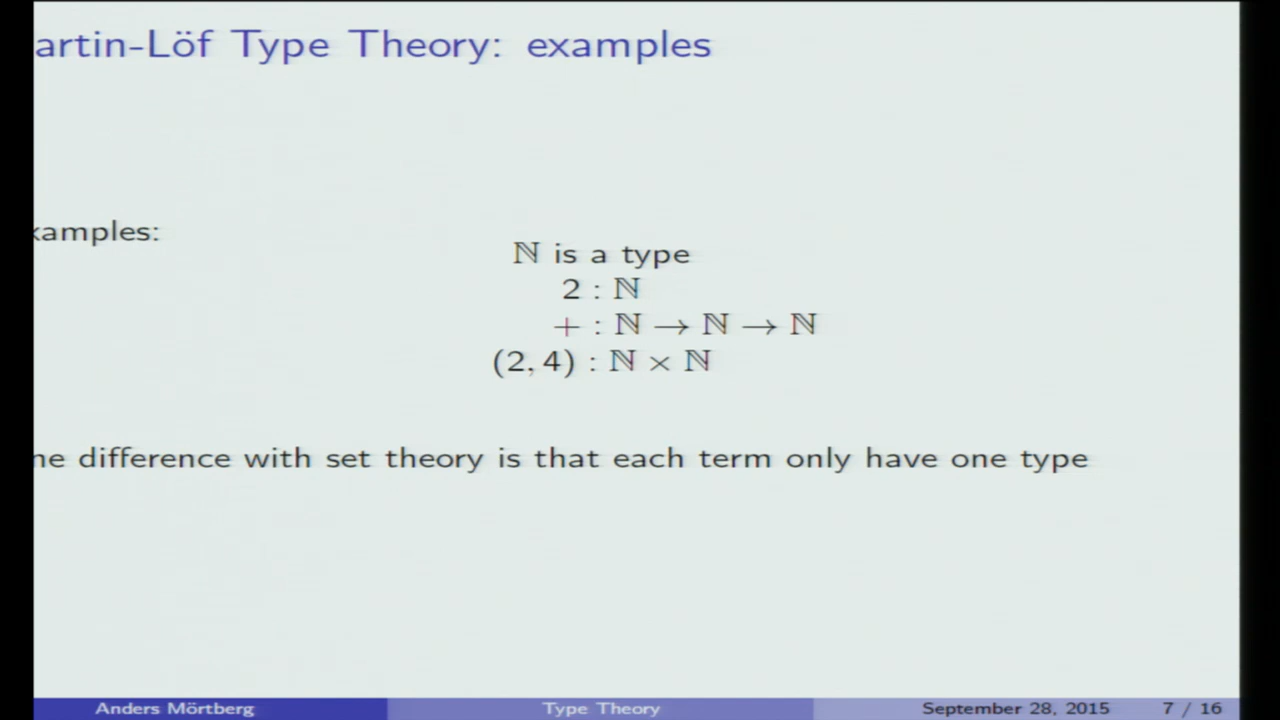 artin-Löf Type Theory: examples
xamples:
ℕ is a type
2 : ℕ
+ : ℕ → ℕ → ℕ
(2, 4) : ℕ × ℕ
ne difference with set theory is that each term only have one type
Anders Mörtberg Type Theory September 28, 2015 7 / 16